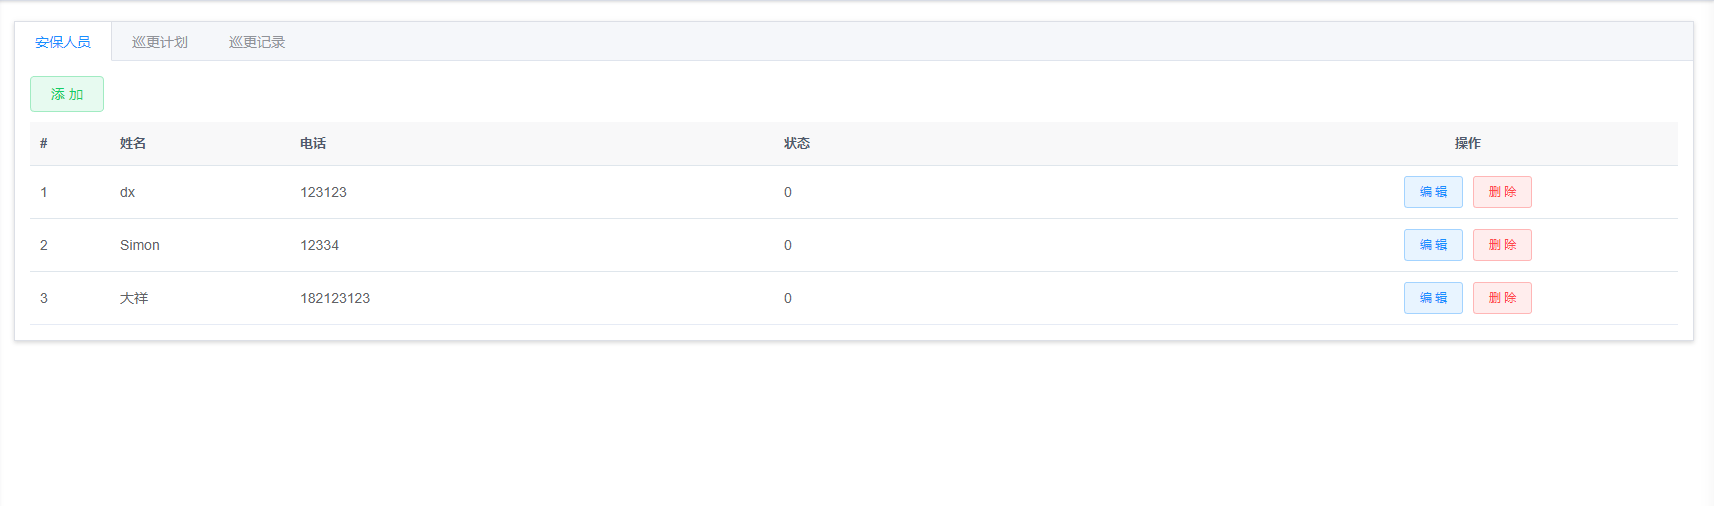 安保人员 巡更计划 巡更记录
添 加
# 姓名 电话 状态 操作
1 dx 123123 0 编 辑 删 除
2 Simon 12334 0 编 辑 删 除
3 大祥 182123123 0 编 辑 删 除